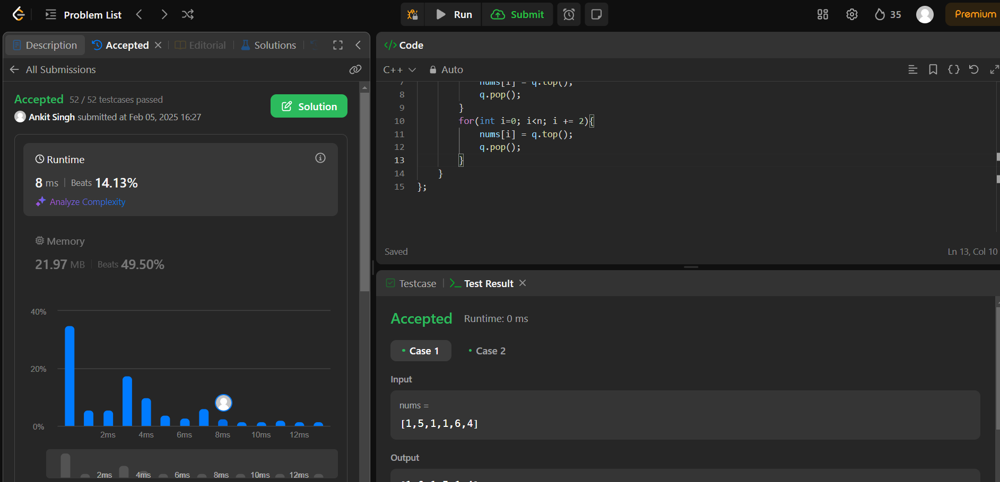 Problem List
Run
Submit
35
Premium
Description
Accepted
Editorial
Solutions
All Submissions
Accepted 52 / 52 testcases passed
Ankit Singh submitted at Feb 05, 2025 16:27
Solution
Runtime
8 ms | Beats 14.13%
Analyze Complexity
Memory
21.97 MB | Beats 49.50%
40%
20%
0%
2ms 4ms 6ms 8ms 10ms 12ms
2ms 4ms 6ms 8ms 10ms 12ms
</> Code
C++ Auto
7 nums[i] = q.top();
8 q.pop();
9 }
10 for(int i=0; i<n; i += 2){
11 nums[i] = q.top();
12 q.pop();
13 }
14 }
15 };
Saved
Ln 13, Col 10
Testcase | >_ Test Result
Accepted Runtime: 0 ms
• Case 1 • Case 2
Input
nums =
[1,5,1,1,6,4]
Output